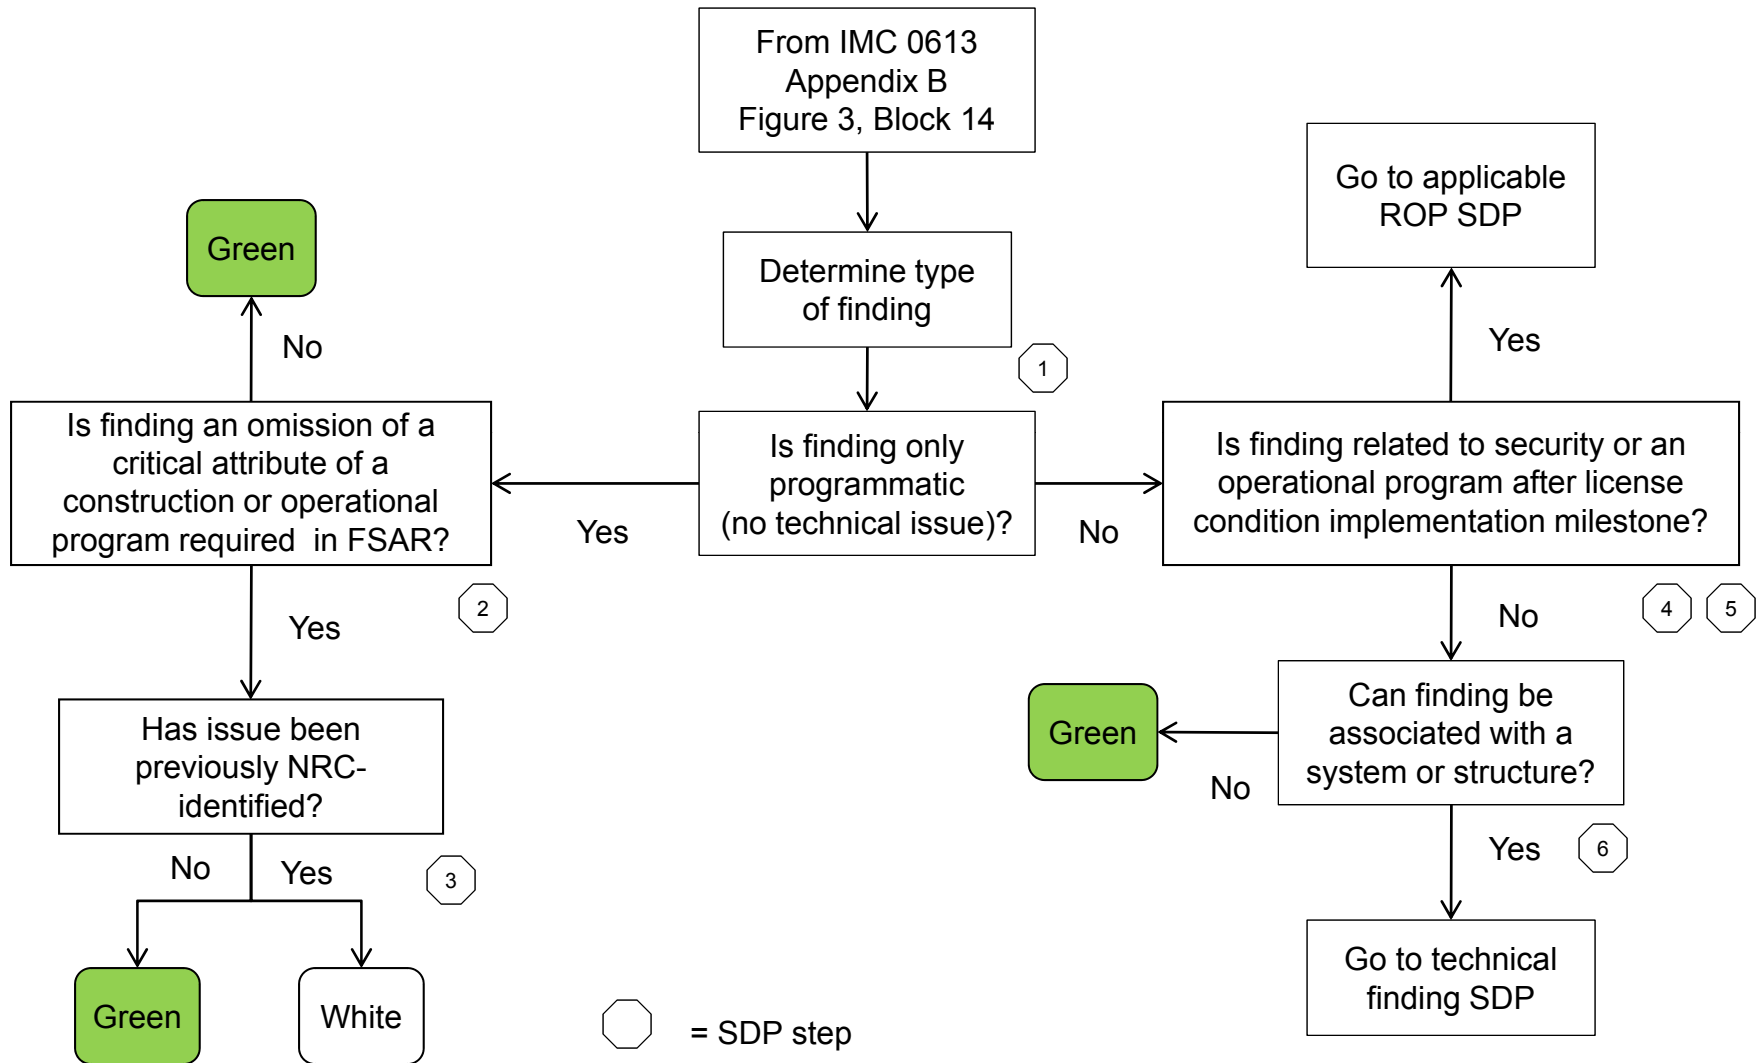 From IMC 0613
Appendix B
Figure 3, Block 14
Determine type
of finding
1
Is finding only
programmatic
(no technical issue)?
Yes
No
Is finding an omission of a
critical attribute of a
construction or operational
program required in FSAR?
2
No
Green
Yes
Has issue been
previously NRC-
identified?
3
No
Yes
Green
White
Is finding related to security or an
operational program after license
condition implementation milestone?
4
5
Yes
Go to applicable
ROP SDP
No
Can finding be
associated with a
system or structure?
No
Green
Yes
6
Go to technical
finding SDP
= SDP step